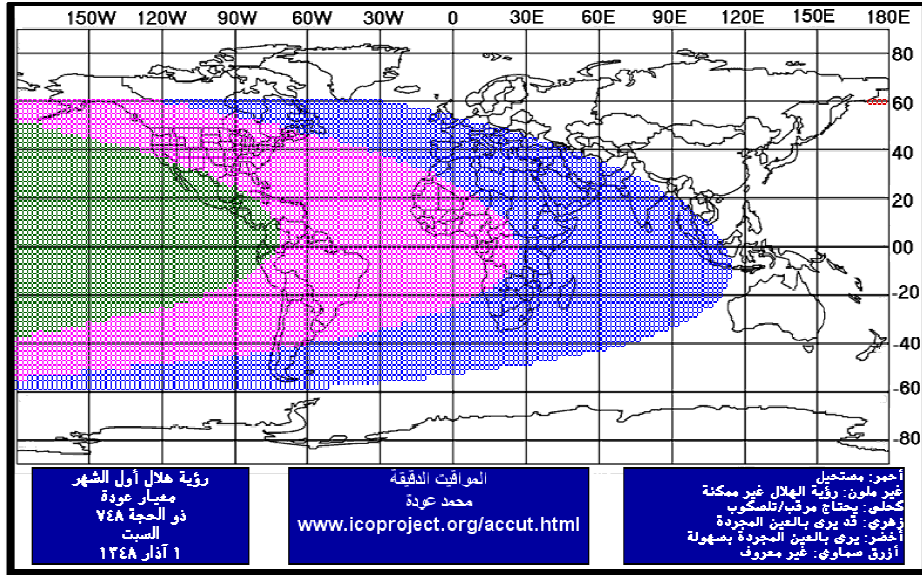 150W 120W 90W 60W 30W 0 30E 60E 90E 120E 150E 180E
80
60
40
20
00
-20
-40
-60
-80
رؤية هلال أول الشهر
معيار عودة
ذو الحجة ٧٤٨
السبت
١ آذار ١٣٤٨
المواقيت الدقيقة
محمد عودة
www.icoproject.org/accut.html
أحمر: مستحيل
غير ملون: رؤية الهلال غير ممكنة
كحلي: يحتاج مرقب/تلسكوب
زهري: قد يرى بالعين المجردة
أخضر: يرى بالعين المجردة بسهولة
أزرق سماوي: غير معروف